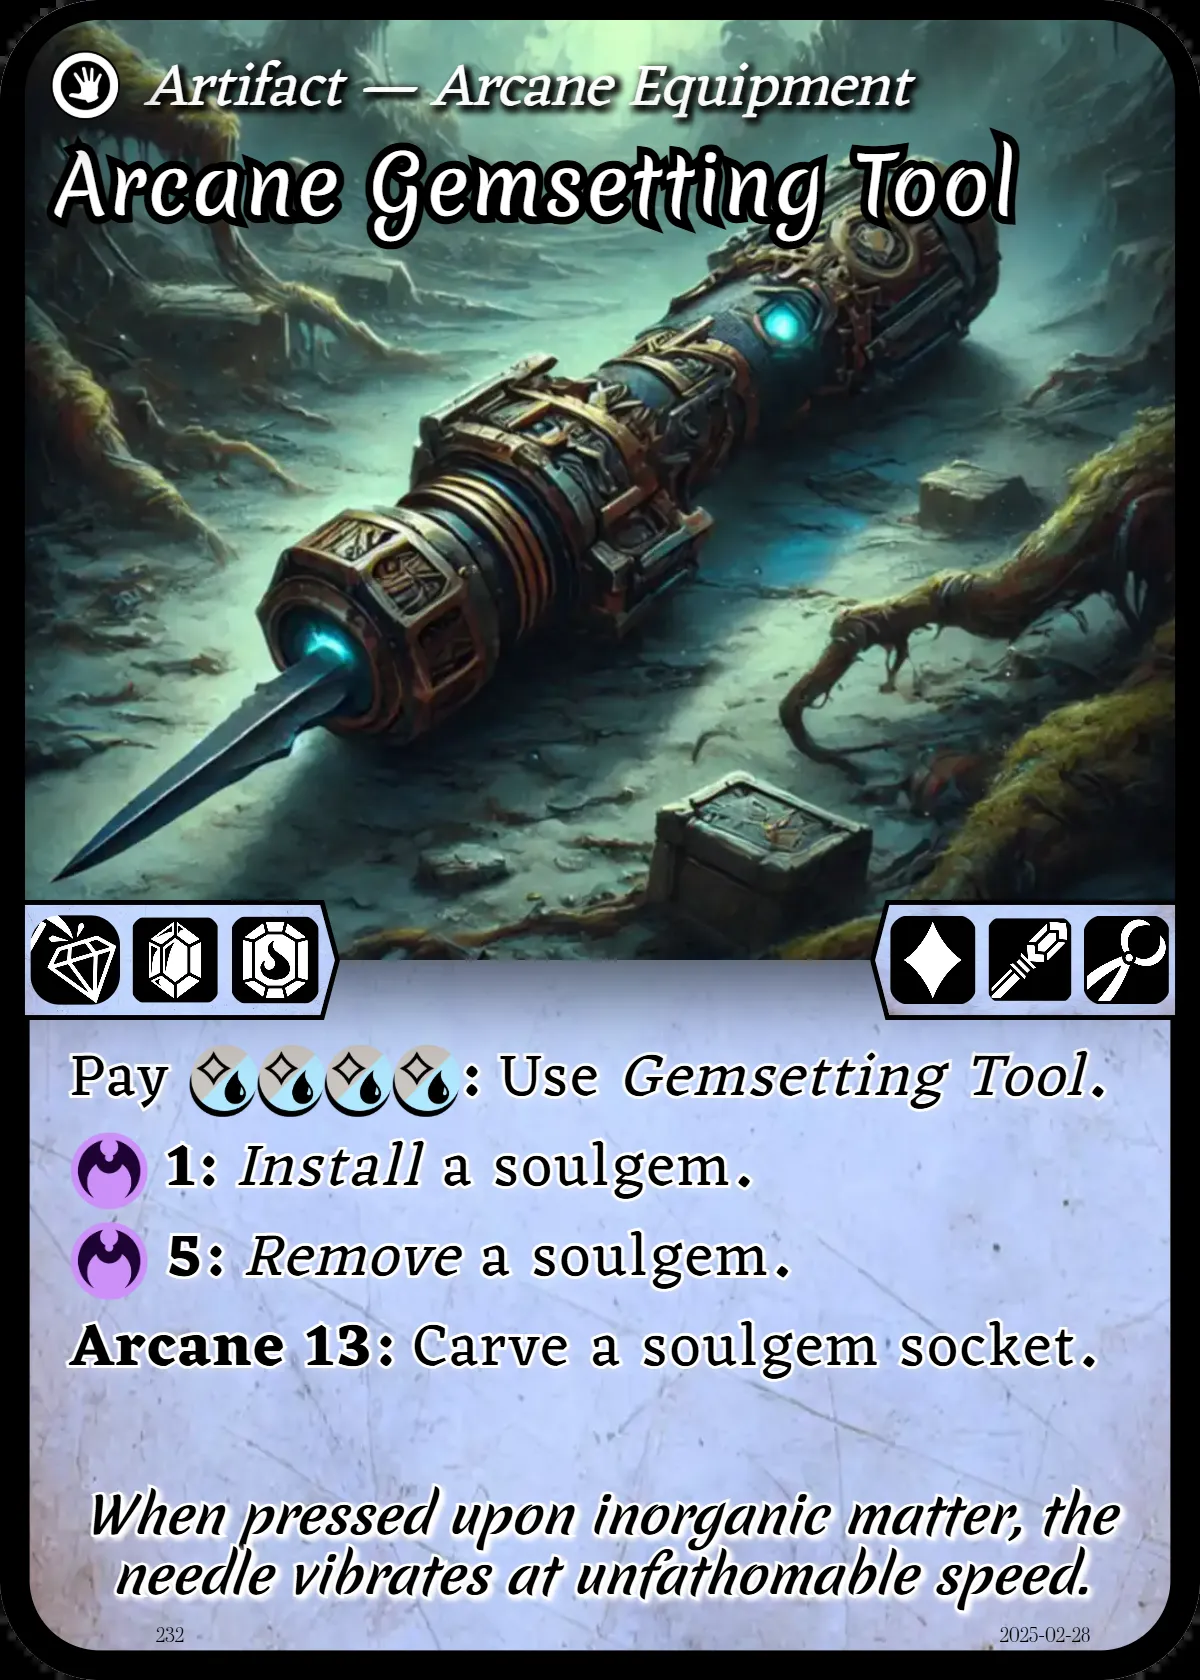 Artifact — Arcane Equipment
Arcane Gemsetting Tool
Pay : Use Gemsetting Tool.
1: Install a soulgem.
5: Remove a soulgem.
Arcane 13: Carve a soulgem socket.
When pressed upon inorganic matter, the
needle vibrates at unfathomable speed.
232
2025-02-28